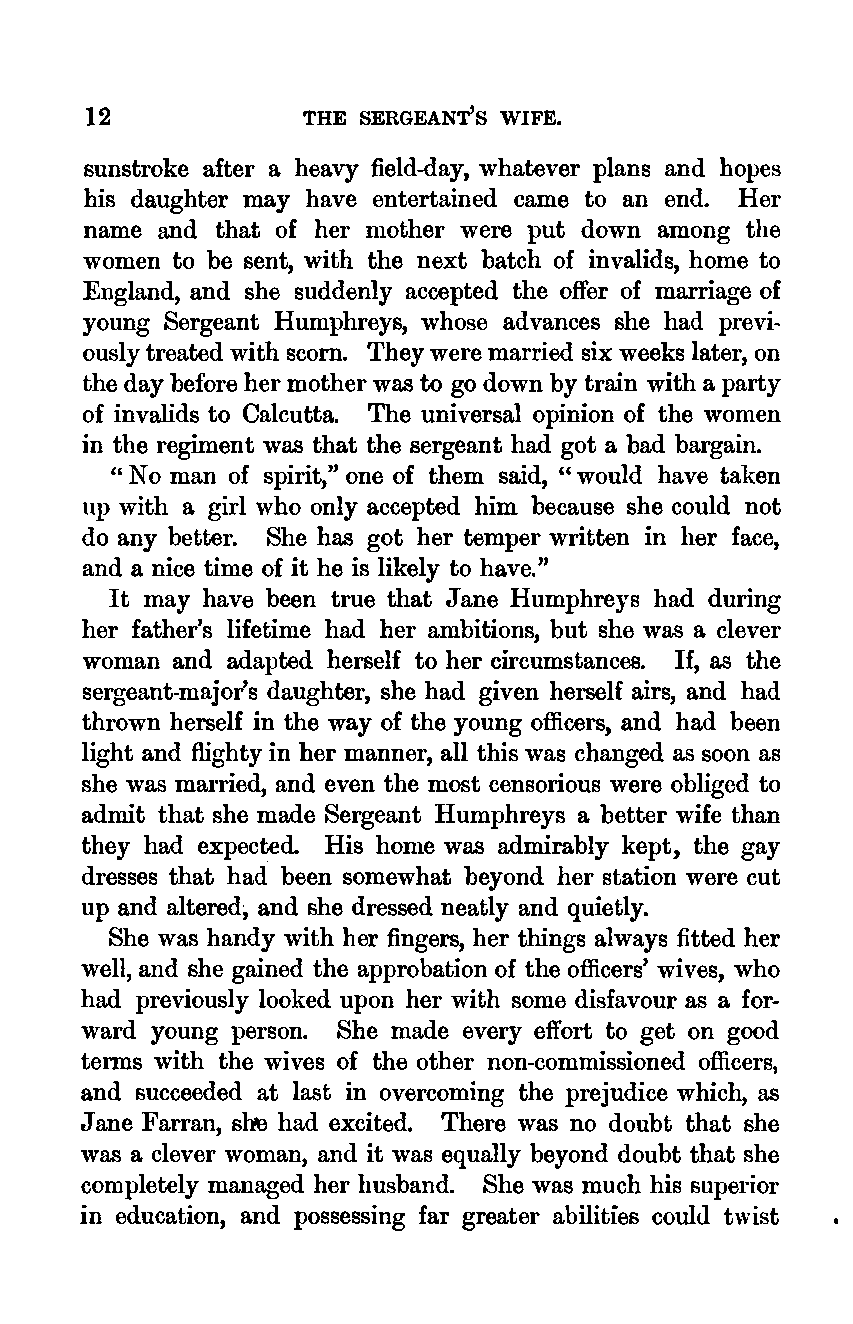 12 THE SERGEANT'S WIFE.
sunstroke after a heavy field-day, whatever plans and hopes
his daughter may have entertained came to an end. Her
name and that of her mother were put down among the
women to be sent, with the next batch of invalids, home to
England, and she suddenly accepted the offer of marriage of
young Sergeant Humphreys, whose advances she had previ-
ously treated with scorn. They were married six weeks later, on
the day before her mother was to go down by train with a party
of invalids to Calcutta. The universal opinion of the women
in the regiment was that the sergeant had got a bad bargain.
"No man of spirit," one of them said, "would have taken
up with a girl who only accepted him because she could not
do any better. She has got her temper written in her face,
and a nice time of it he is likely to have."
It may have been true that Jane Humphreys had during
her father's lifetime had her ambitions, but she was a clever
woman and adapted herself to her circumstances. If, as the
sergeant-major's daughter, she had given herself airs, and had
thrown herself in the way of the young officers, and had been
light and flighty in her manner, all this was changed as soon as
she was married, and even the most censorious were obliged to
admit that she made Sergeant Humphreys a better wife than
they had expected. His home was admirably kept, the gay
dresses that had been somewhat beyond her station were cut
up and altered, and she dressed neatly and quietly.
She was handy with her fingers, her things always fitted her
well, and she gained the approbation of the officers' wives, who
had previously looked upon her with some disfavour as a for-
ward young person. She made every effort to get on good
terms with the wives of the other non-commissioned officers,
and succeeded at last in overcoming the prejudice which, as
Jane Farran, she had excited. There was no doubt that she
was a clever woman, and it was equally beyond doubt that she
completely managed her husband. She was much his superior
in education, and possessing far greater abilities could twist